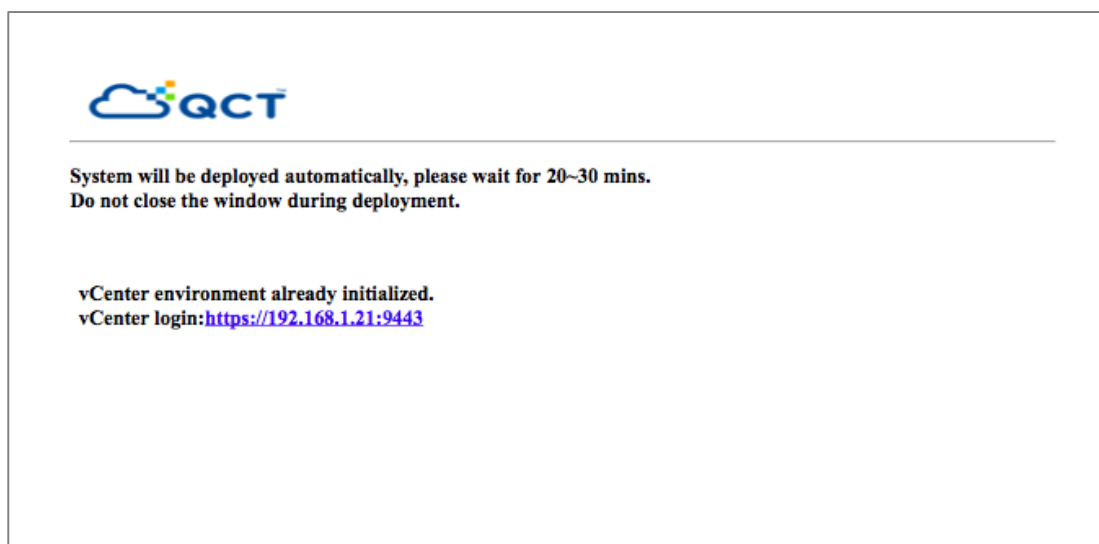 QCT
System will be deployed automatically, please wait for 20~30 mins.
Do not close the window during deployment.
vCenter environment already initialized.
vCenter login:https://192.168.1.21:9443